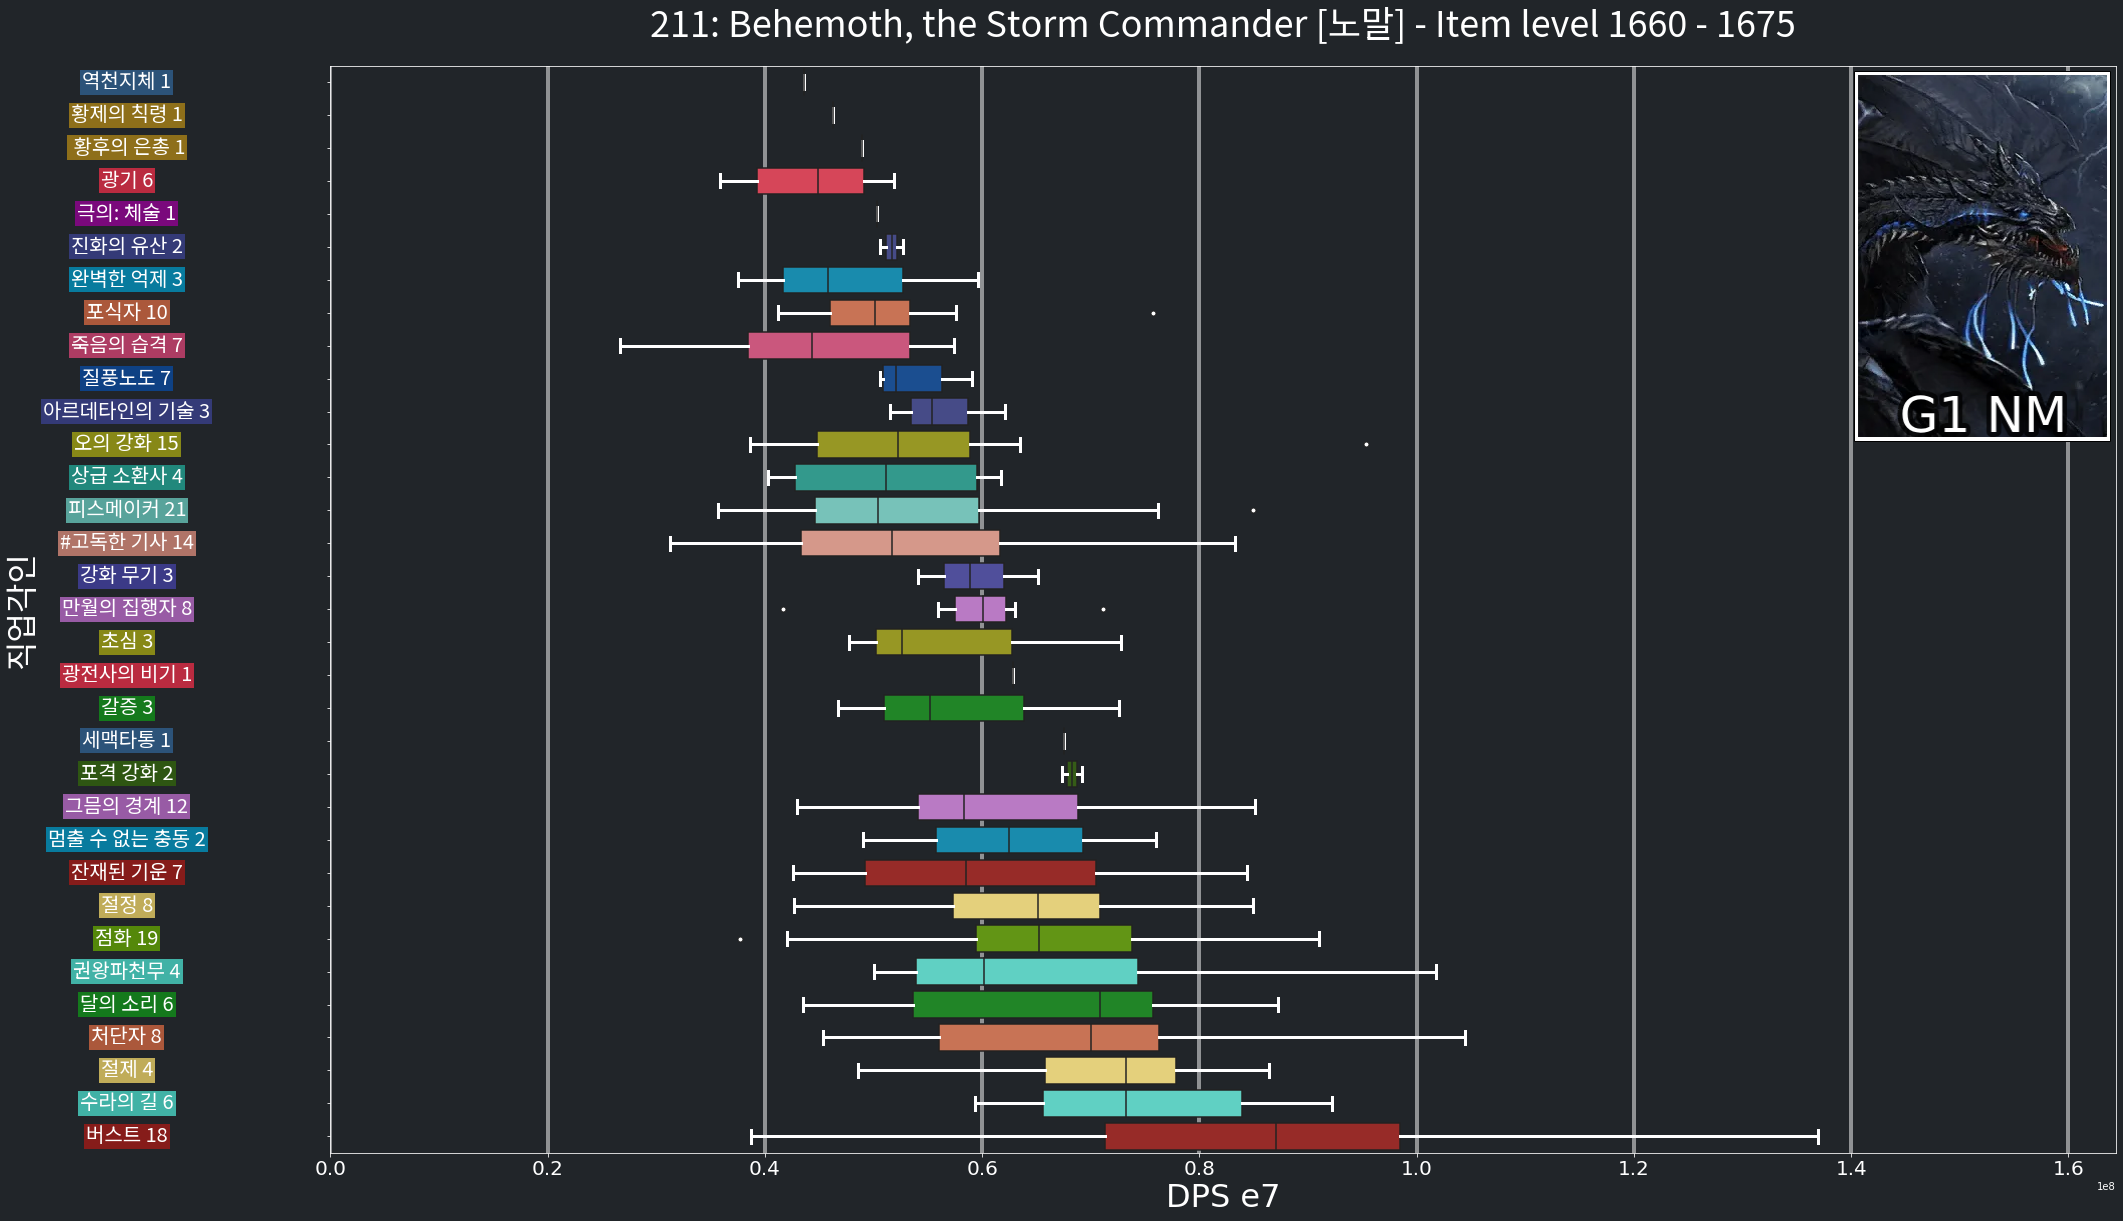 211: Behemoth, the Storm Commander [노말] - Item level 1660 - 1675
역천지체 1
황제의 칙령 1
황후의 은총 1
광기 6
극의: 체술 1
진화의 유산 2
완벽한 억제 3
포식자 10
죽음의 습격 7
질풍노도 7
아르데타인의 기술 3
오의 강화 15
상급 소환사 4
피스메이커 21
#고독한 기사 14
강화 무기 3
만월의 집행자 8
초심 3
광전사의 비기 1
갈증 3
세맥타통 1
포격 강화 2
그믐의 경계 12
멈출 수 없는 충동 2
잔재된 기운 7
절정 8
점화 19
권왕파천무 4
달의 소리 6
처단자 8
절제 4
수라의 길 6
버스트 18
직업각인
G1 NM
0.0 0.2 0.4 0.6 0.8 1.0 1.2 1.4 1.6
1e8
DPS e7